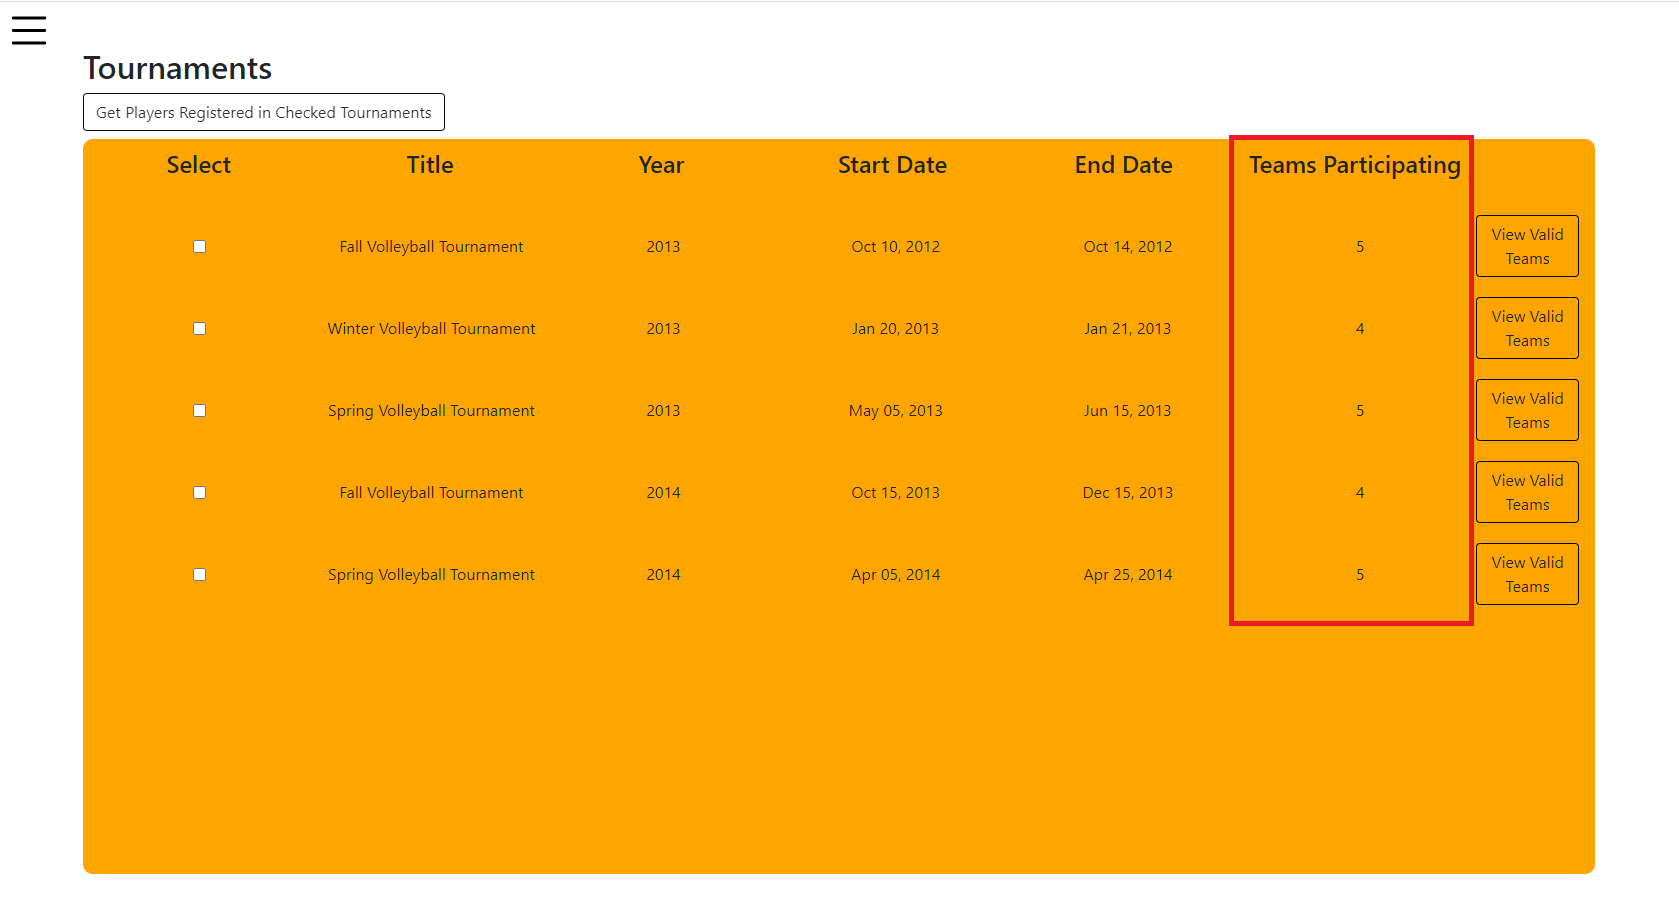 Tournaments
Get Players Registered in Checked Tournaments
Select Title Year Start Date End Date Teams Participating
Fall Volleyball Tournament 2013 Oct 10, 2012 Oct 14, 2012 5 View Valid
Teams
Winter Volleyball Tournament 2013 Jan 20, 2013 Jan 21, 2013 4 View Valid
Teams
Spring Volleyball Tournament 2013 May 05, 2013 Jun 15, 2013 5 View Valid
Teams
Fall Volleyball Tournament 2014 Oct 15, 2013 Dec 15, 2013 4 View Valid
Teams
Spring Volleyball Tournament 2014 Apr 05, 2014 Apr 25, 2014 5 View Valid
Teams